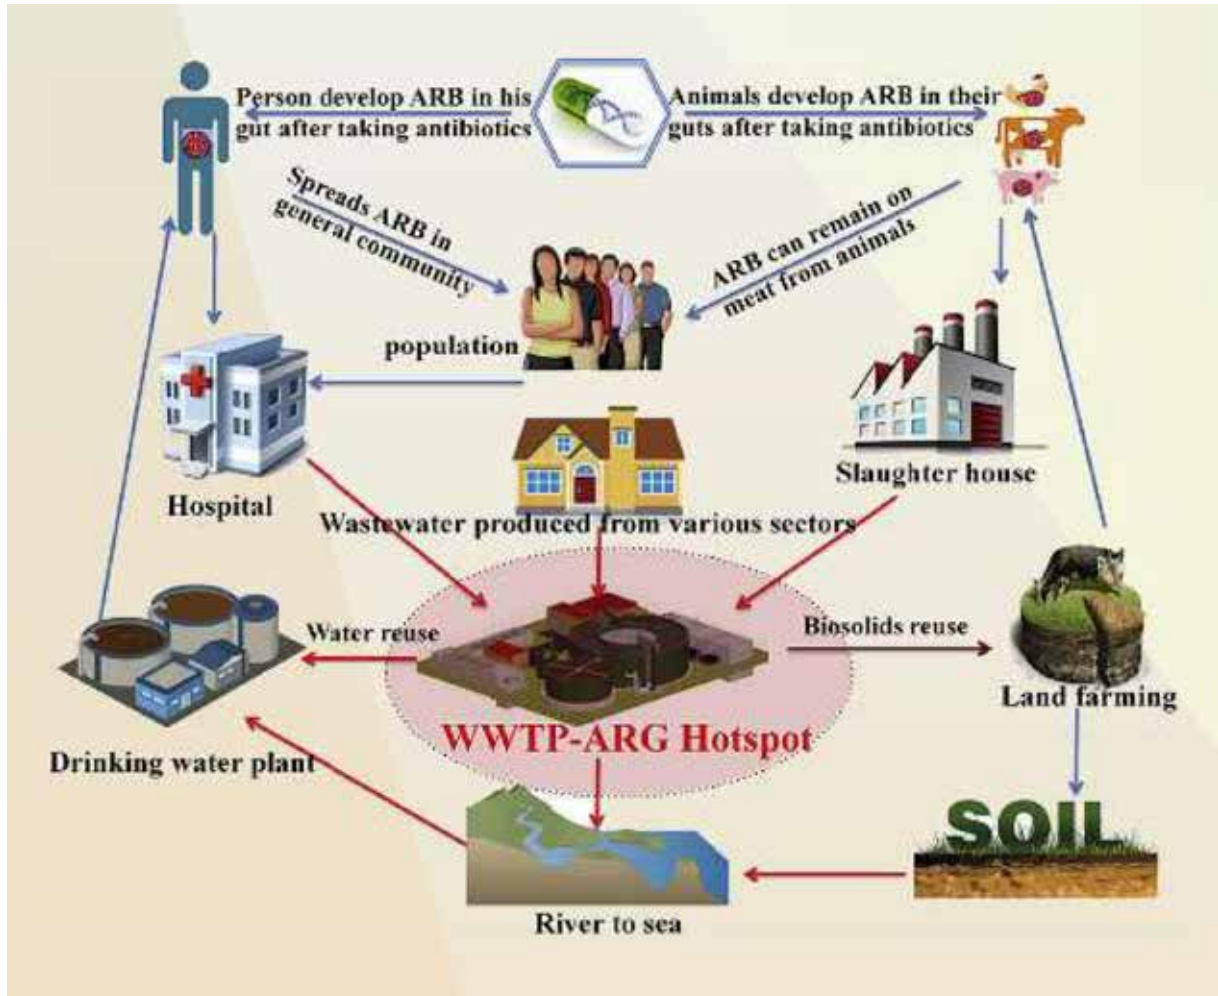 Person develop ARB in his
gut after taking antibiotics
Animals develop ARB in their
guts after taking antibiotics
Spreads ARB in
general community
ARB can remain on
meat from animals
population
Hospital
Slaughter house
Wastewater produced from various sectors
Water reuse
Biosolids reuse
Land farming
WWTP-ARG Hotspot
Drinking water plant
SOIL
River to sea